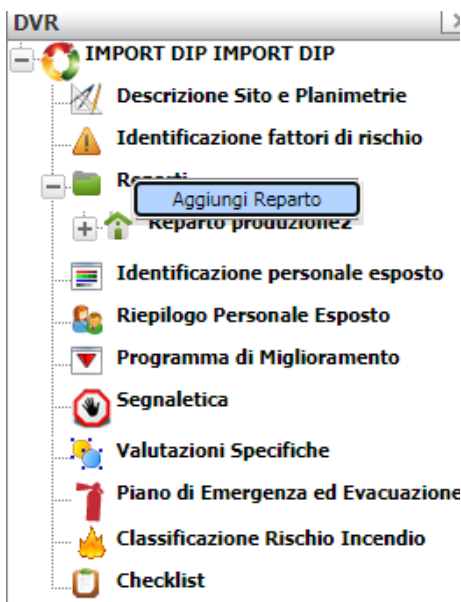 DVR
IMPORT DIP IMPORT DIP
Descrizione Sito e Planimetrie
Identificazione fattori di rischio
Reparti
Aggiungi Reparto
Reparto produzione2
Identificazione personale esposto
Riepilogo Personale Esposto
Programma di Miglioramento
Segnaletica
Valutazioni Specifiche
Piano di Emergenza ed Evacuazione
Classificazione Rischio Incendio
Checklist